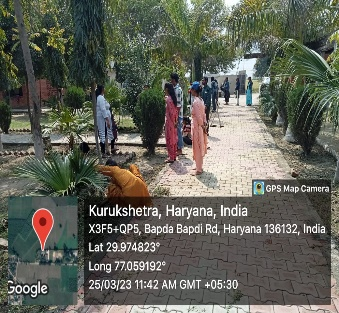 GPS Map Camera
Kurukshetra, Haryana, India
X3F5+QP5, Bapda Bapdi Rd, Haryana 136132, India
Lat 29.974823°
Long 77.059192°
25/03/23 11:42 AM GMT +05:30
Google